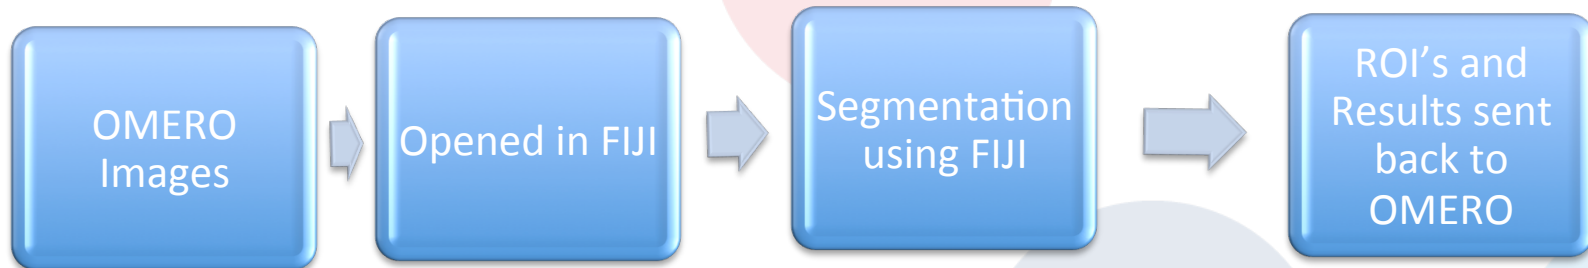 OMERO
Images
Opened in FIJI
Segmentation
using FIJI
ROI’s and
Results sent
back to
OMERO